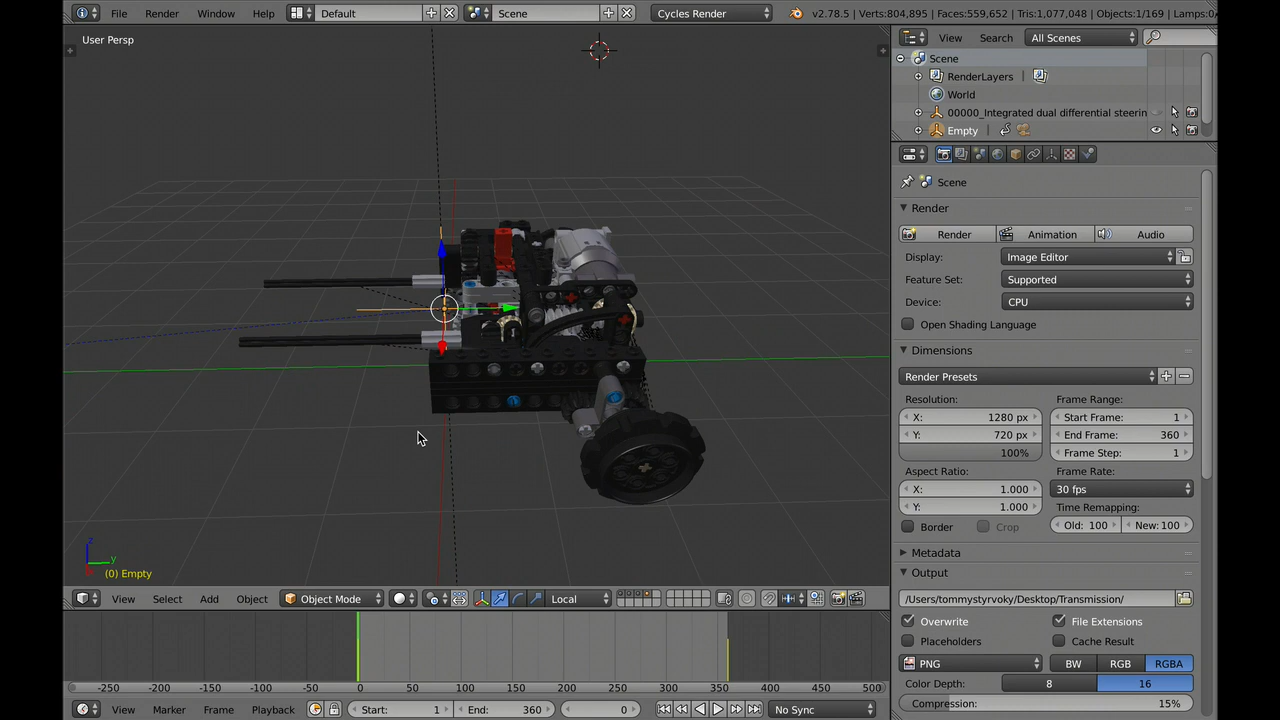 File Render Window Help Default Scene Cycles Render v2.78.5 | Verts:804,895 | Faces:559,652 | Tris:1,077,048 | Objects:1/169 | Lamps:0/
User Persp
View Search All Scenes
Scene
RenderLayers
World
00000_Integrated dual differential steerin
Empty
Scene
Render
Render Animation Audio
Display: Image Editor
Feature Set: Supported
Device: CPU
Open Shading Language
Dimensions
Render Presets
Resolution: Frame Range:
X: 1280 px Start Frame: 1
Y: 720 px End Frame: 360
100% Frame Step: 1
Aspect Ratio: Frame Rate:
X: 1.000 30 fps
Y: 1.000 Time Remapping:
Border Crop Old: 100 New: 100
Metadata
Output
/Users/tommystyrvoky/Desktop/Transmission/
Overwrite File Extensions
Placeholders Cache Result
PNG BW RGB RGBA
Color Depth: 8 16
Compression: 15%
z
y
(0) Empty
View Select Add Object Object Mode Local
-250 -200 -150 -100 -50 0 50 100 150 200 250 300 350 400 450 500
View Marker Frame Playback Start: 1 End: 360 0 No Sync